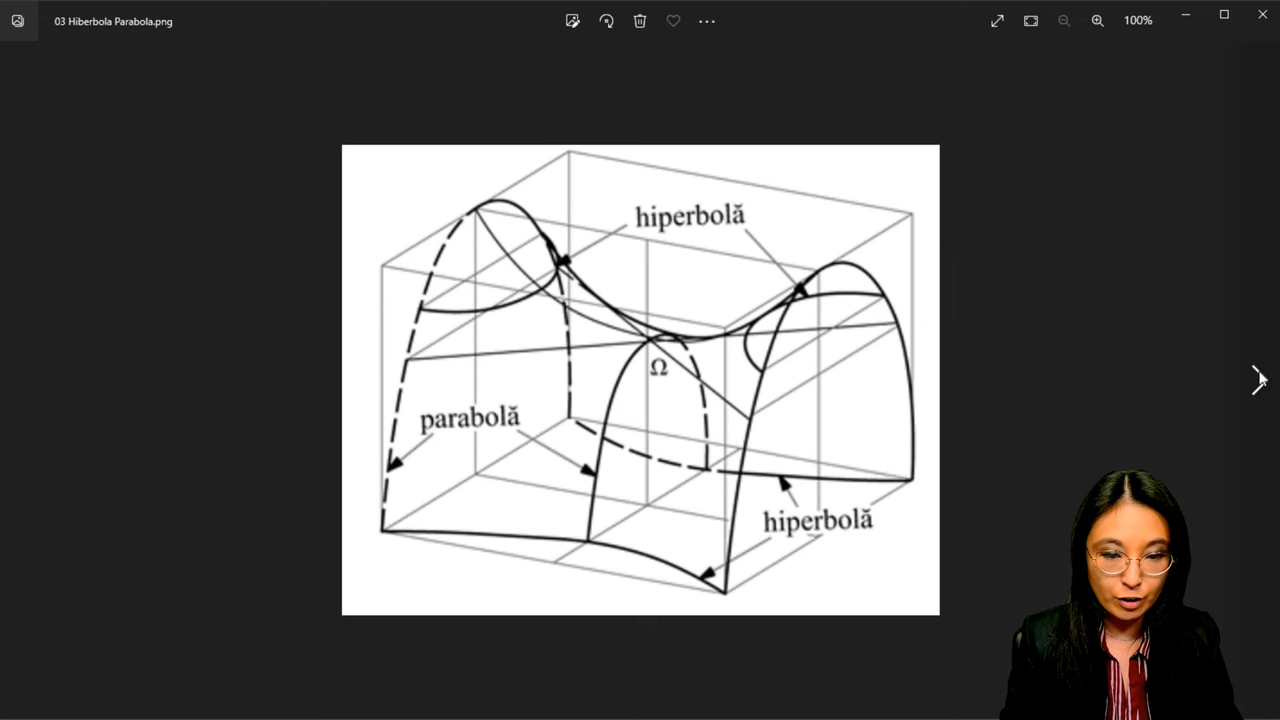 03 Hiberbola Parabola.png
100%
hiperbolă
Ω
parabolă
hiperbolă